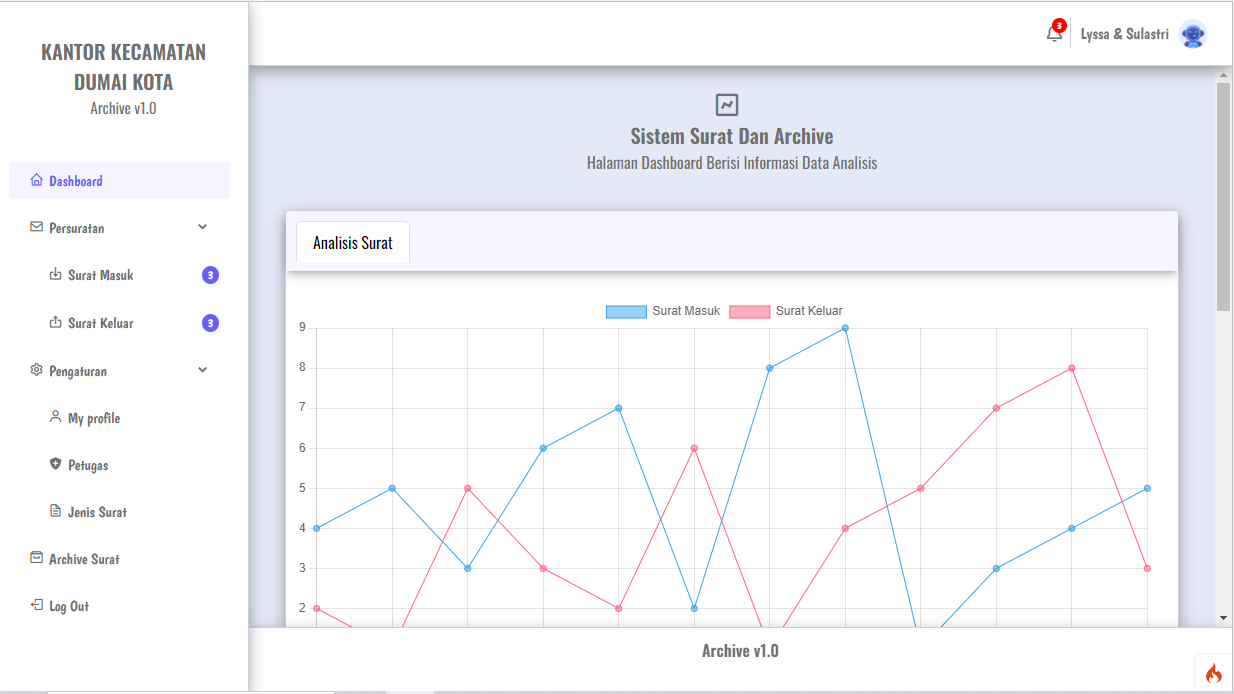 KANTOR KECAMATAN
DUMAI KOTA
Archive v1.0
3
Lyssa & Sulastri
Dashboard
Persuratan
Surat Masuk 3
Surat Keluar 3
Pengaturan
My profile
Petugas
Jenis Surat
Archive Surat
Log Out
Sistem Surat Dan Archive
Halaman Dashboard Berisi Informasi Data Analisis
Analisis Surat
Surat Masuk Surat Keluar
9
8
7
6
5
4
3
2
Archive v1.0